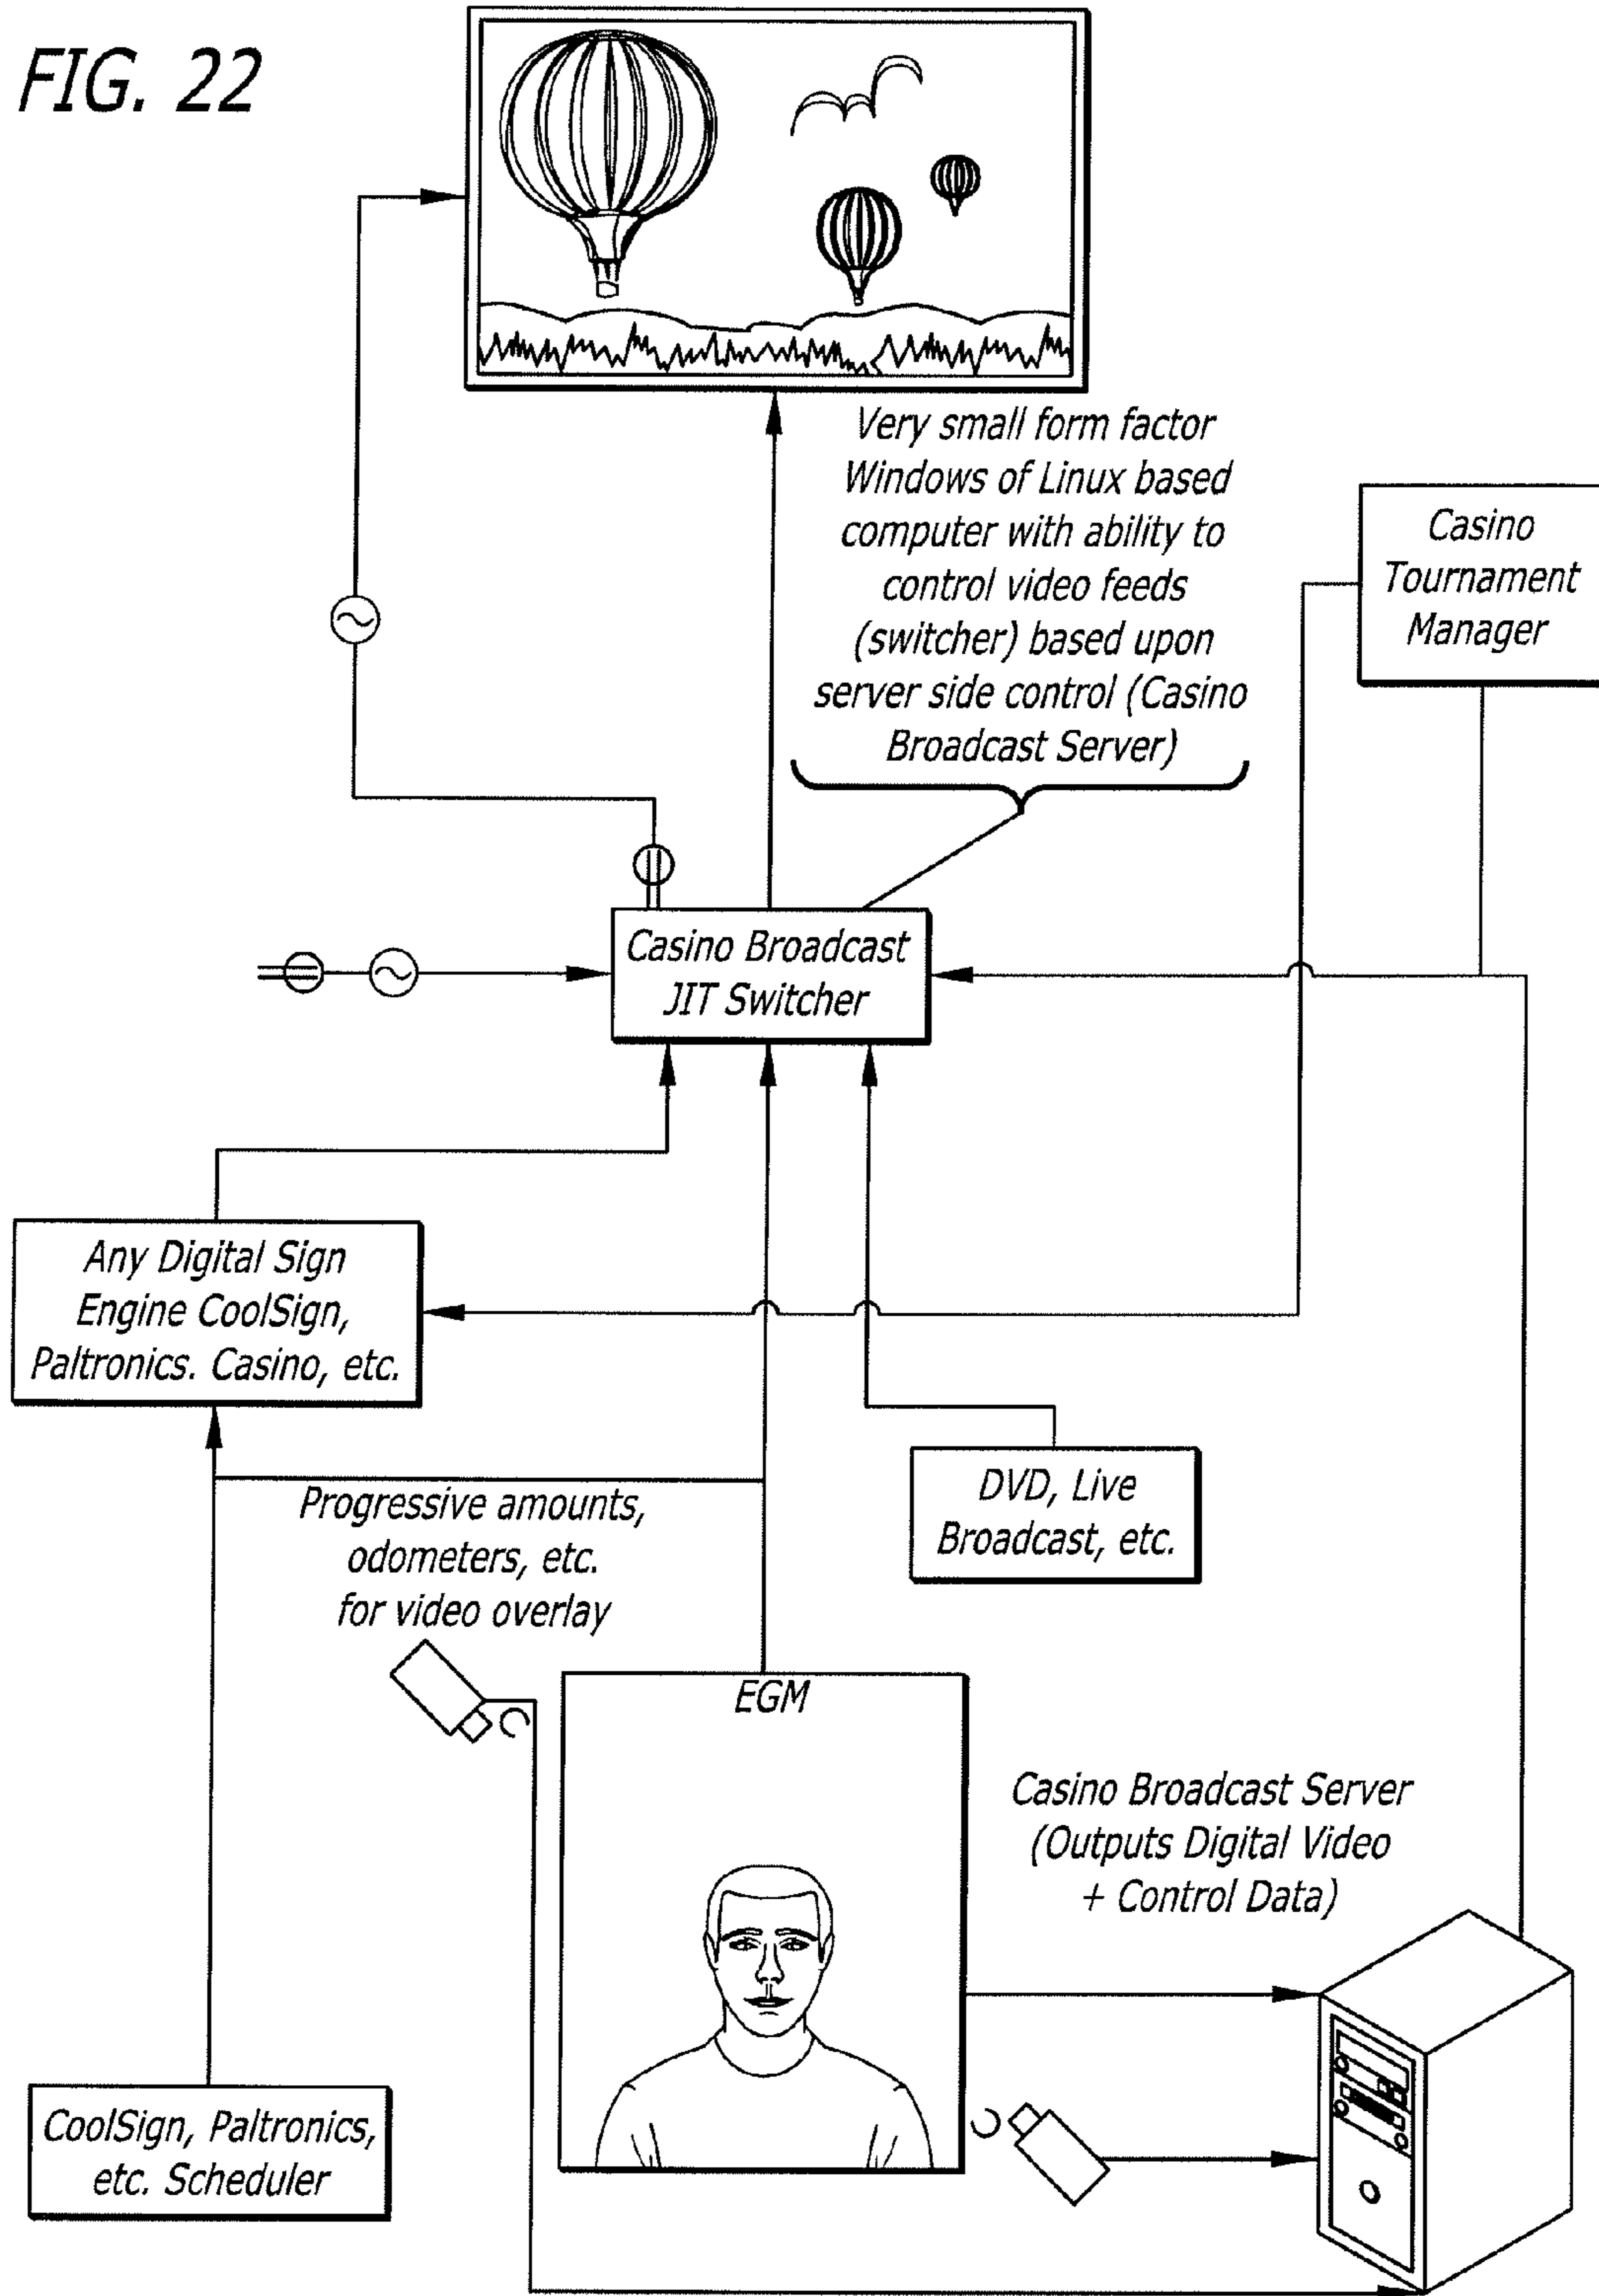 FIG. 22
Very small form factor
Windows of Linux based
computer with ability to
control video feeds
(switcher) based upon
server side control (Casino
Broadcast Server)
Casino
Tournament
Manager
Casino Broadcast
JIT Switcher
Any Digital Sign
Engine CoolSign,
Paltronics. Casino, etc.
Progressive amounts,
odometers, etc.
for video overlay
DVD, Live
Broadcast, etc.
EGM
Casino Broadcast Server
(Outputs Digital Video
+ Control Data)
CoolSign, Paltronics,
etc. Scheduler